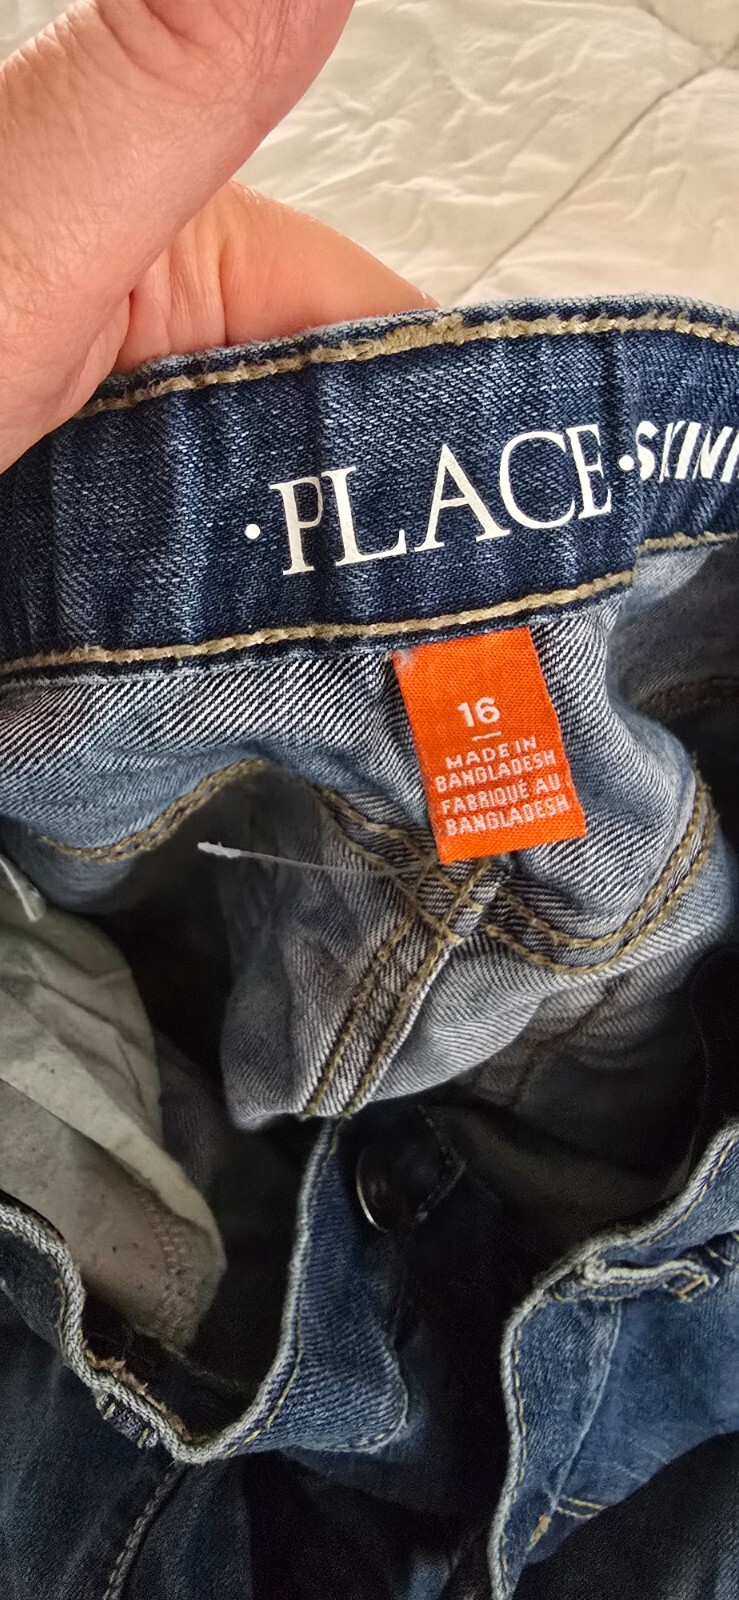 ·PLACE·
16
MADE IN
BANGLADESH
FABRIQUÉ AU
BANGLADESH